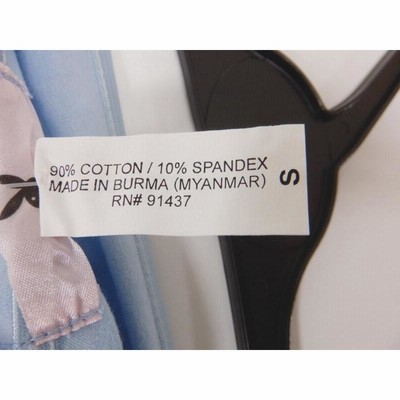 90% COTTON / 10% SPANDEX
MADE IN BURMA (MYANMAR)
RN# 91437
S